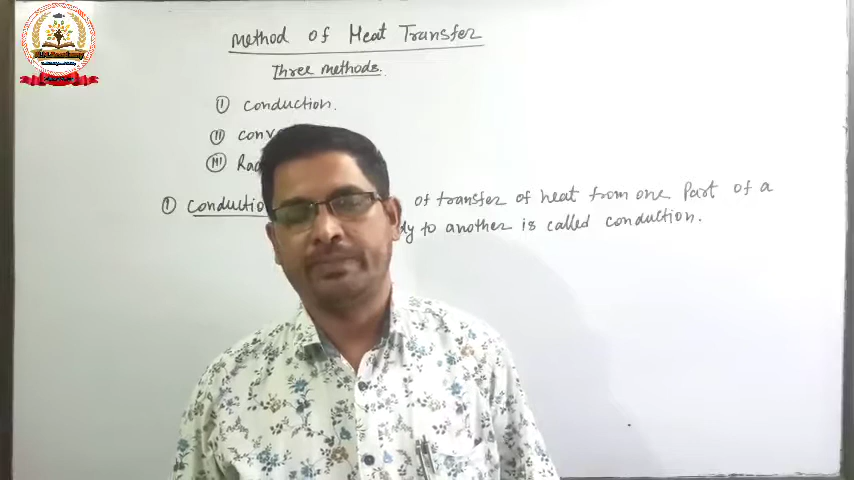 Method of Heat Transfer
Three methods.
(I) Conduction.
(II) conv
(III) Rad
(I) Conductio of transfer of heat from one Part of a
dy to another is called conduction.